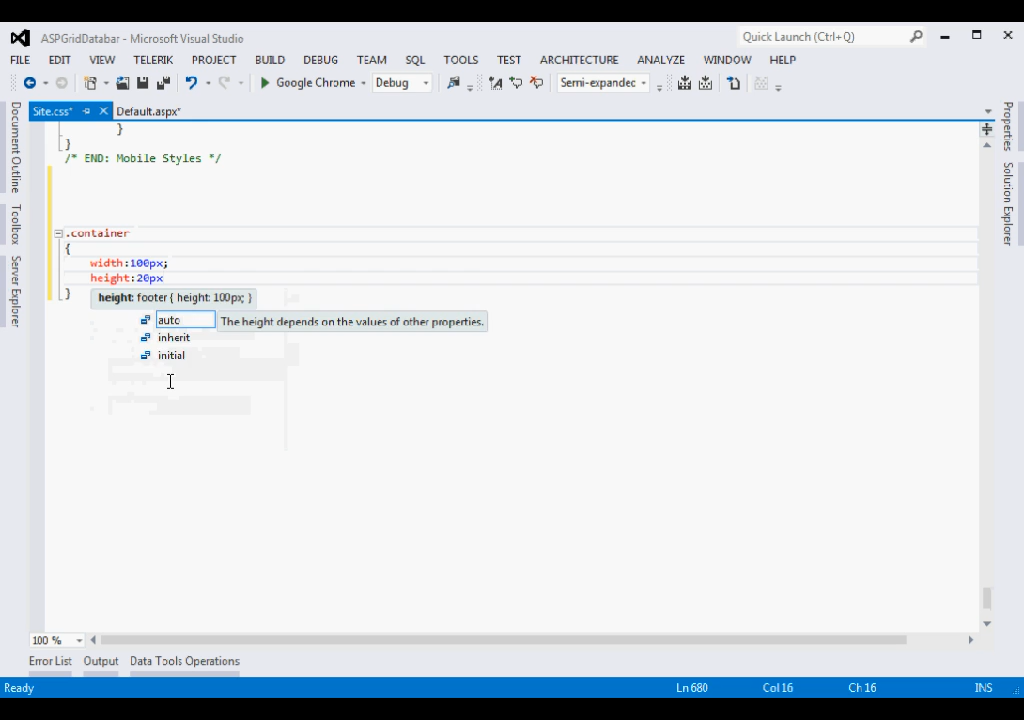 ASPGridDatabar - Microsoft Visual Studio
Quick Launch (Ctrl+Q)
FILE EDIT VIEW TELERIK PROJECT BUILD DEBUG TEAM SQL TOOLS TEST ARCHITECTURE ANALYZE WINDOW HELP
Google Chrome Debug Semi-expanded
Site.css* Default.aspx*
Document Outline
Toolbox
Server Explorer
Properties
Solution Explorer
}
}
/* END: Mobile Styles */
.container
{
width:100px;
height:20px
}
height: footer { height: 100px; }
auto
The height depends on the values of other properties.
inherit
initial
100 %
Error List Output Data Tools Operations
Ready Ln 680 Col 16 Ch 16 INS